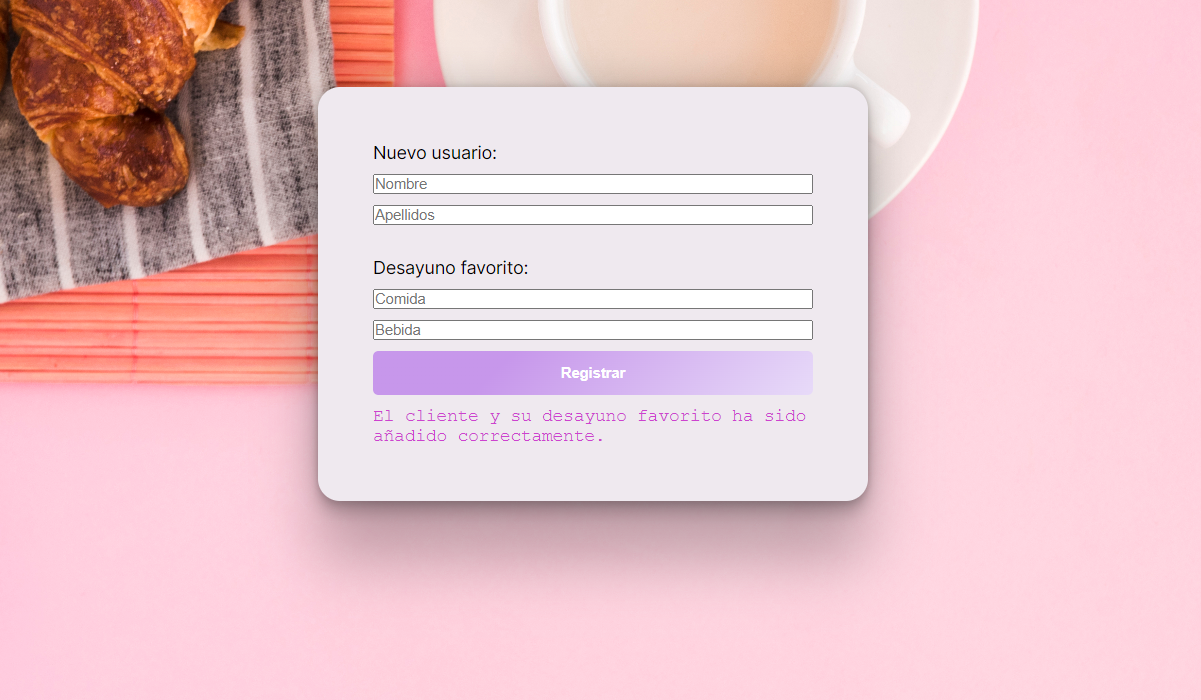 Nuevo usuario:
Nombre
Apellidos
Desayuno favorito:
Comida
Bebida
Registrar
El cliente y su desayuno favorito ha sido
añadido correctamente.